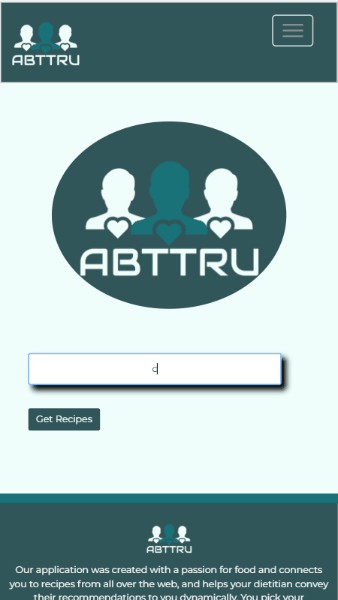 ABTTRU
ABTTRU
c
Get Recipes
ABTTRU
Our application was created with a passion for food and connects
you to recipes from all over the web, and helps your dietitian convey
their recommendations to you dynamically. You pick your